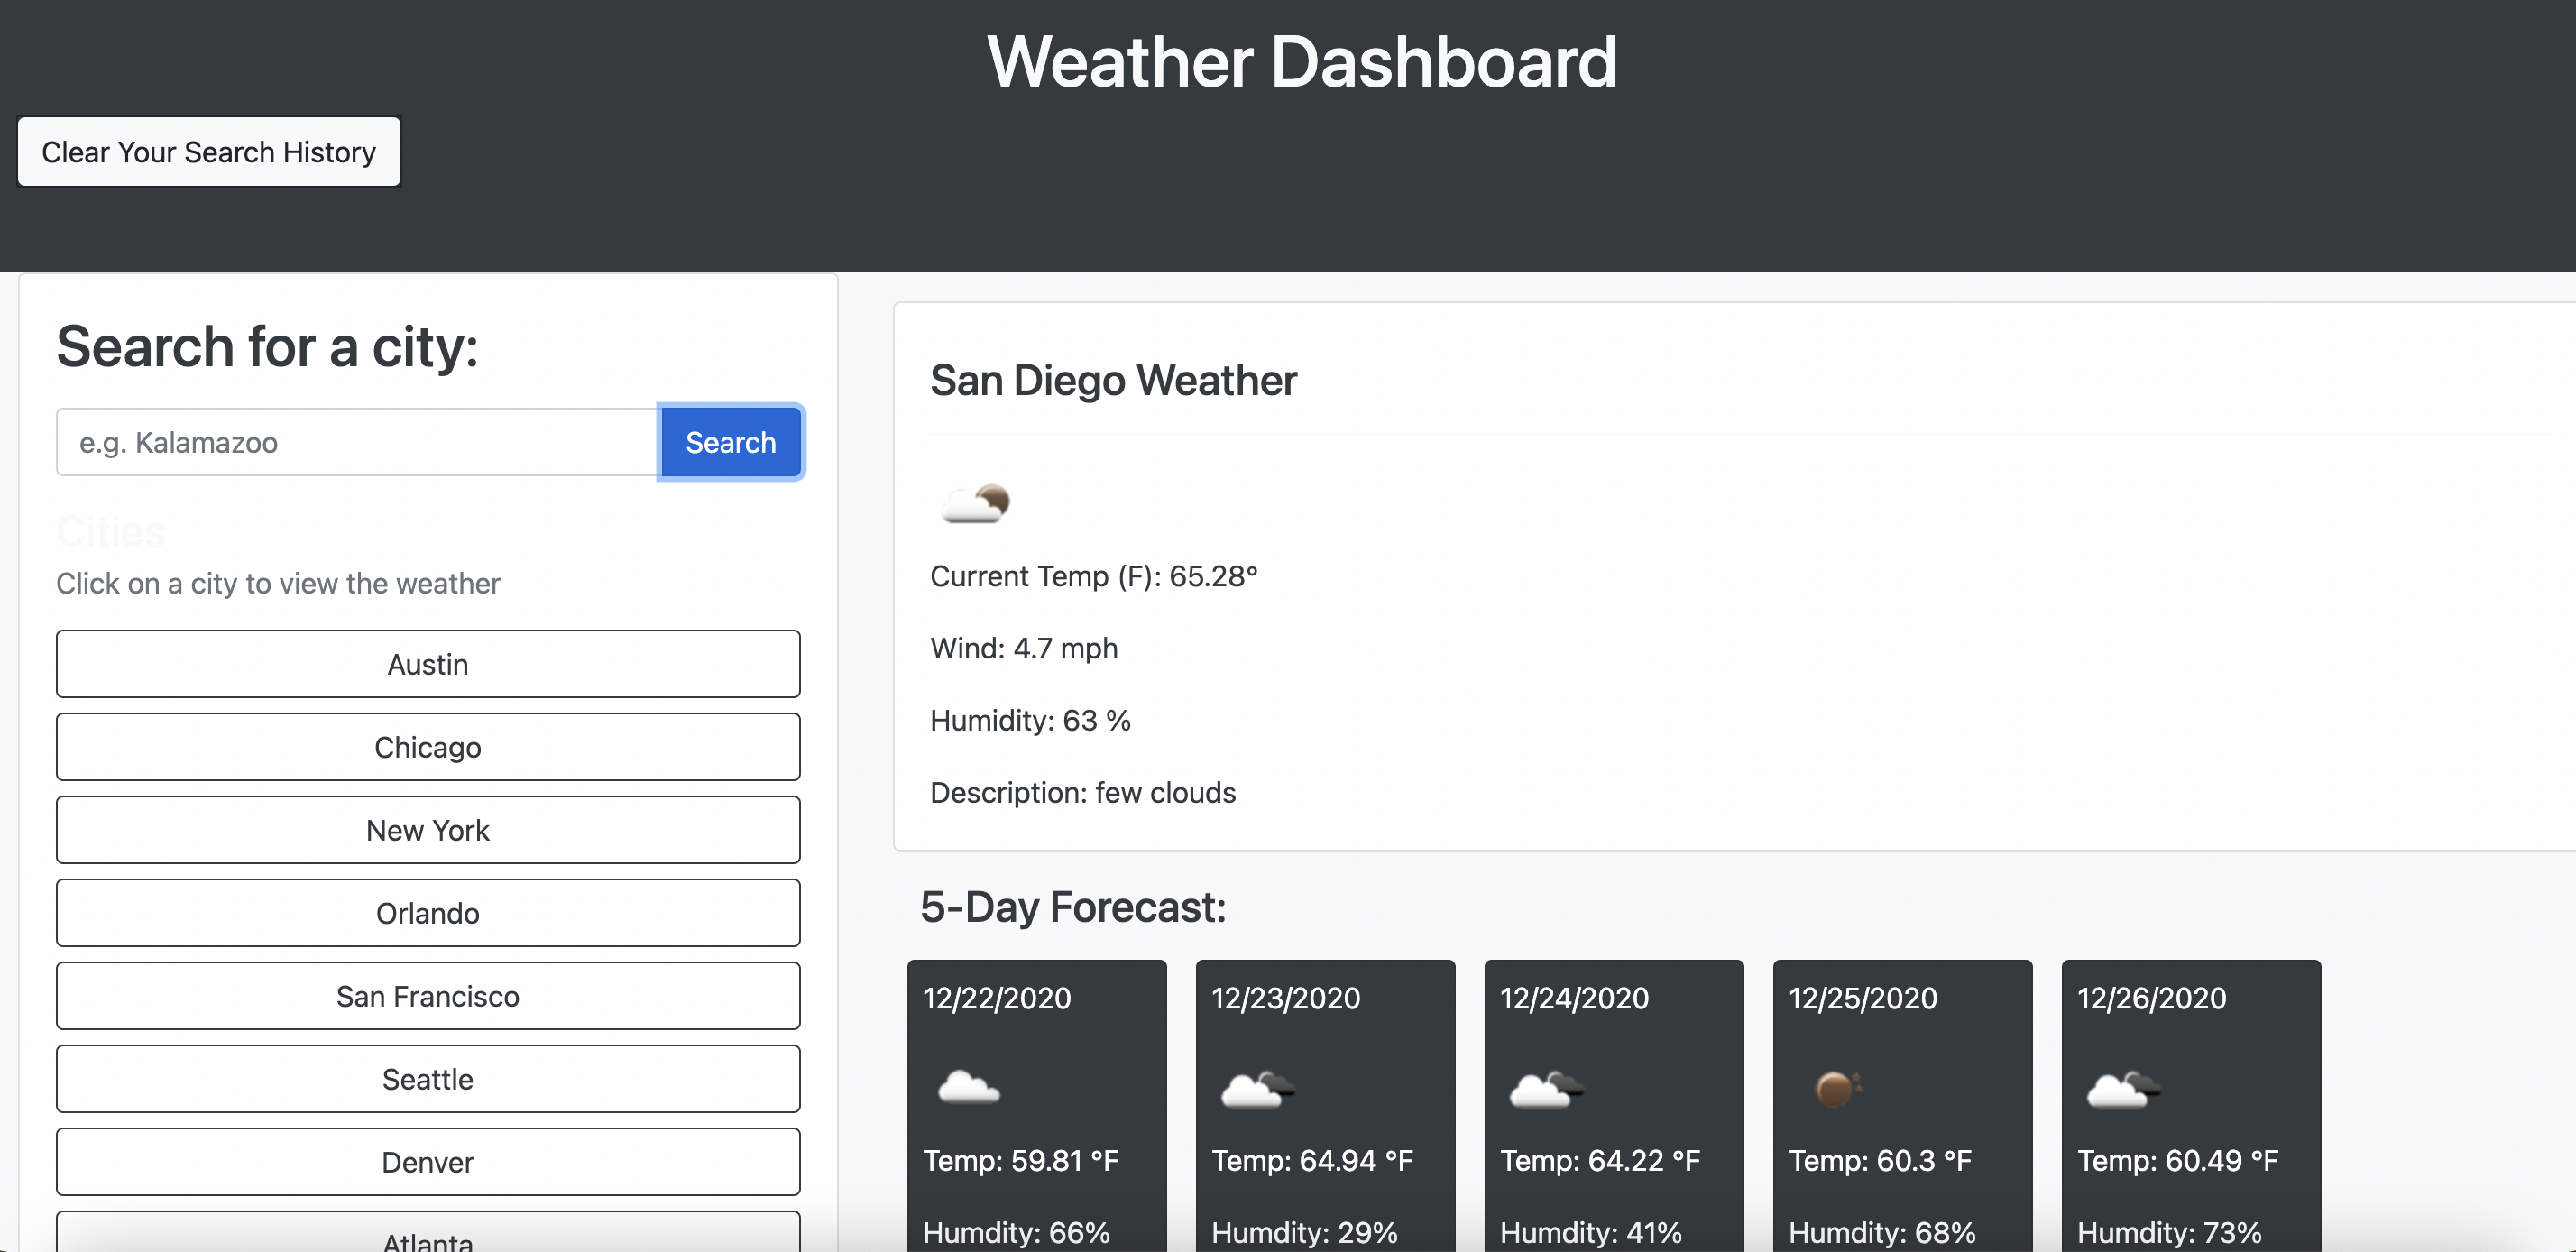 Weather Dashboard
Clear Your Search History
Search for a city:
e.g. Kalamazoo
Search
Cities
Click on a city to view the weather
Austin
Chicago
New York
Orlando
San Francisco
Seattle
Denver
Atlanta
San Diego Weather
Current Temp (F): 65.28°
Wind: 4.7 mph
Humidity: 63 %
Description: few clouds
5-Day Forecast:
12/22/2020
Temp: 59.81 °F
Humdity: 66%
12/23/2020
Temp: 64.94 °F
Humdity: 29%
12/24/2020
Temp: 64.22 °F
Humdity: 41%
12/25/2020
Temp: 60.3 °F
Humdity: 68%
12/26/2020
Temp: 60.49 °F
Humdity: 73%